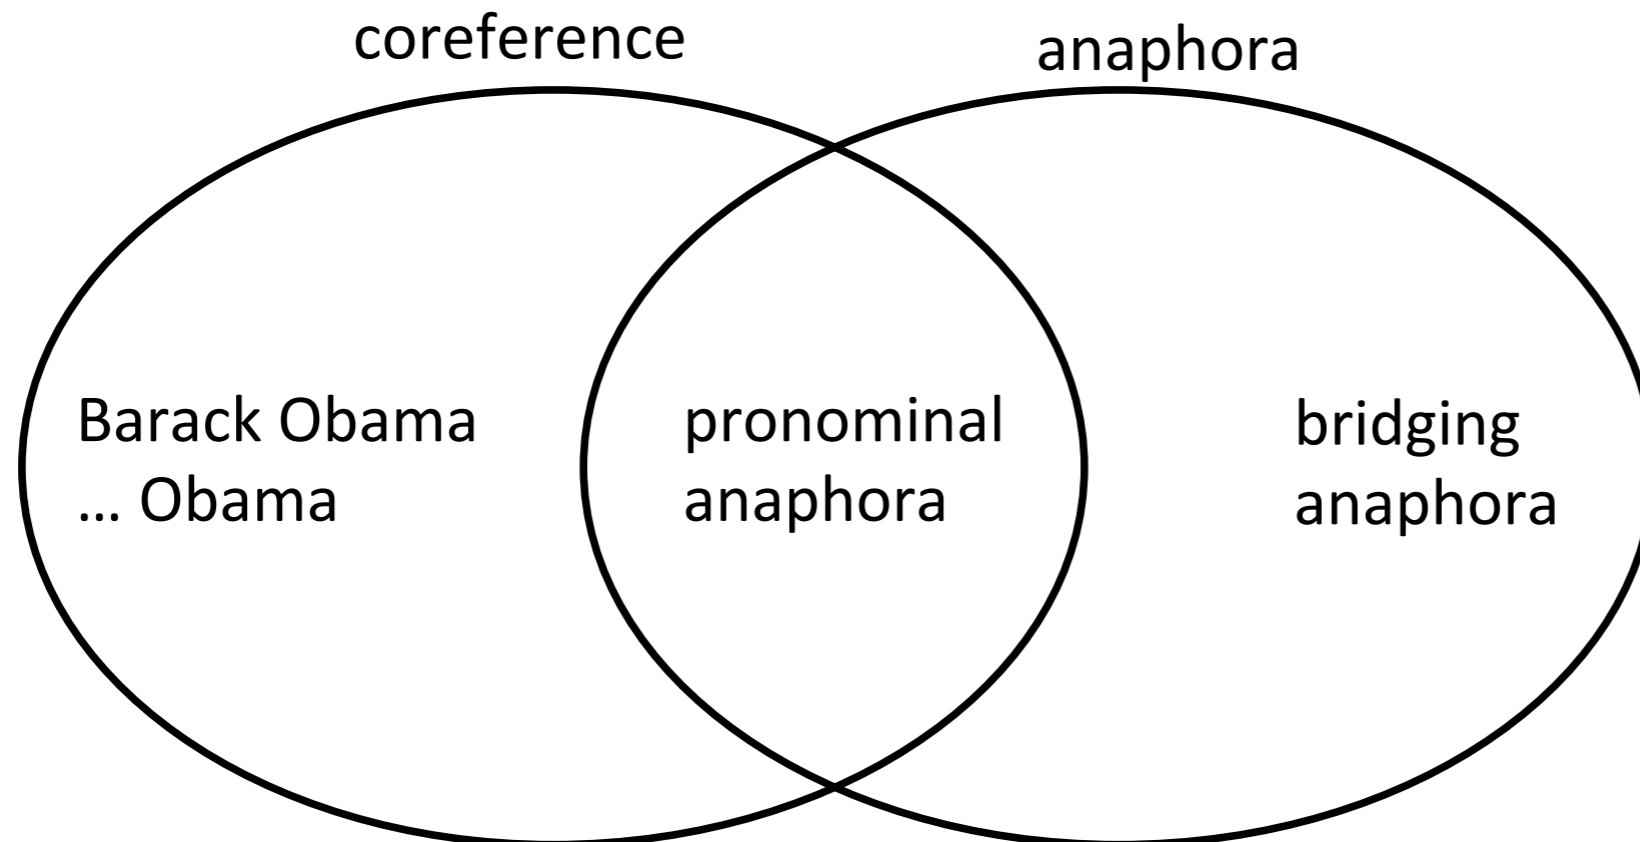 coreference
anaphora
Barack Obama
... Obama
pronominal
anaphora
bridging
anaphora